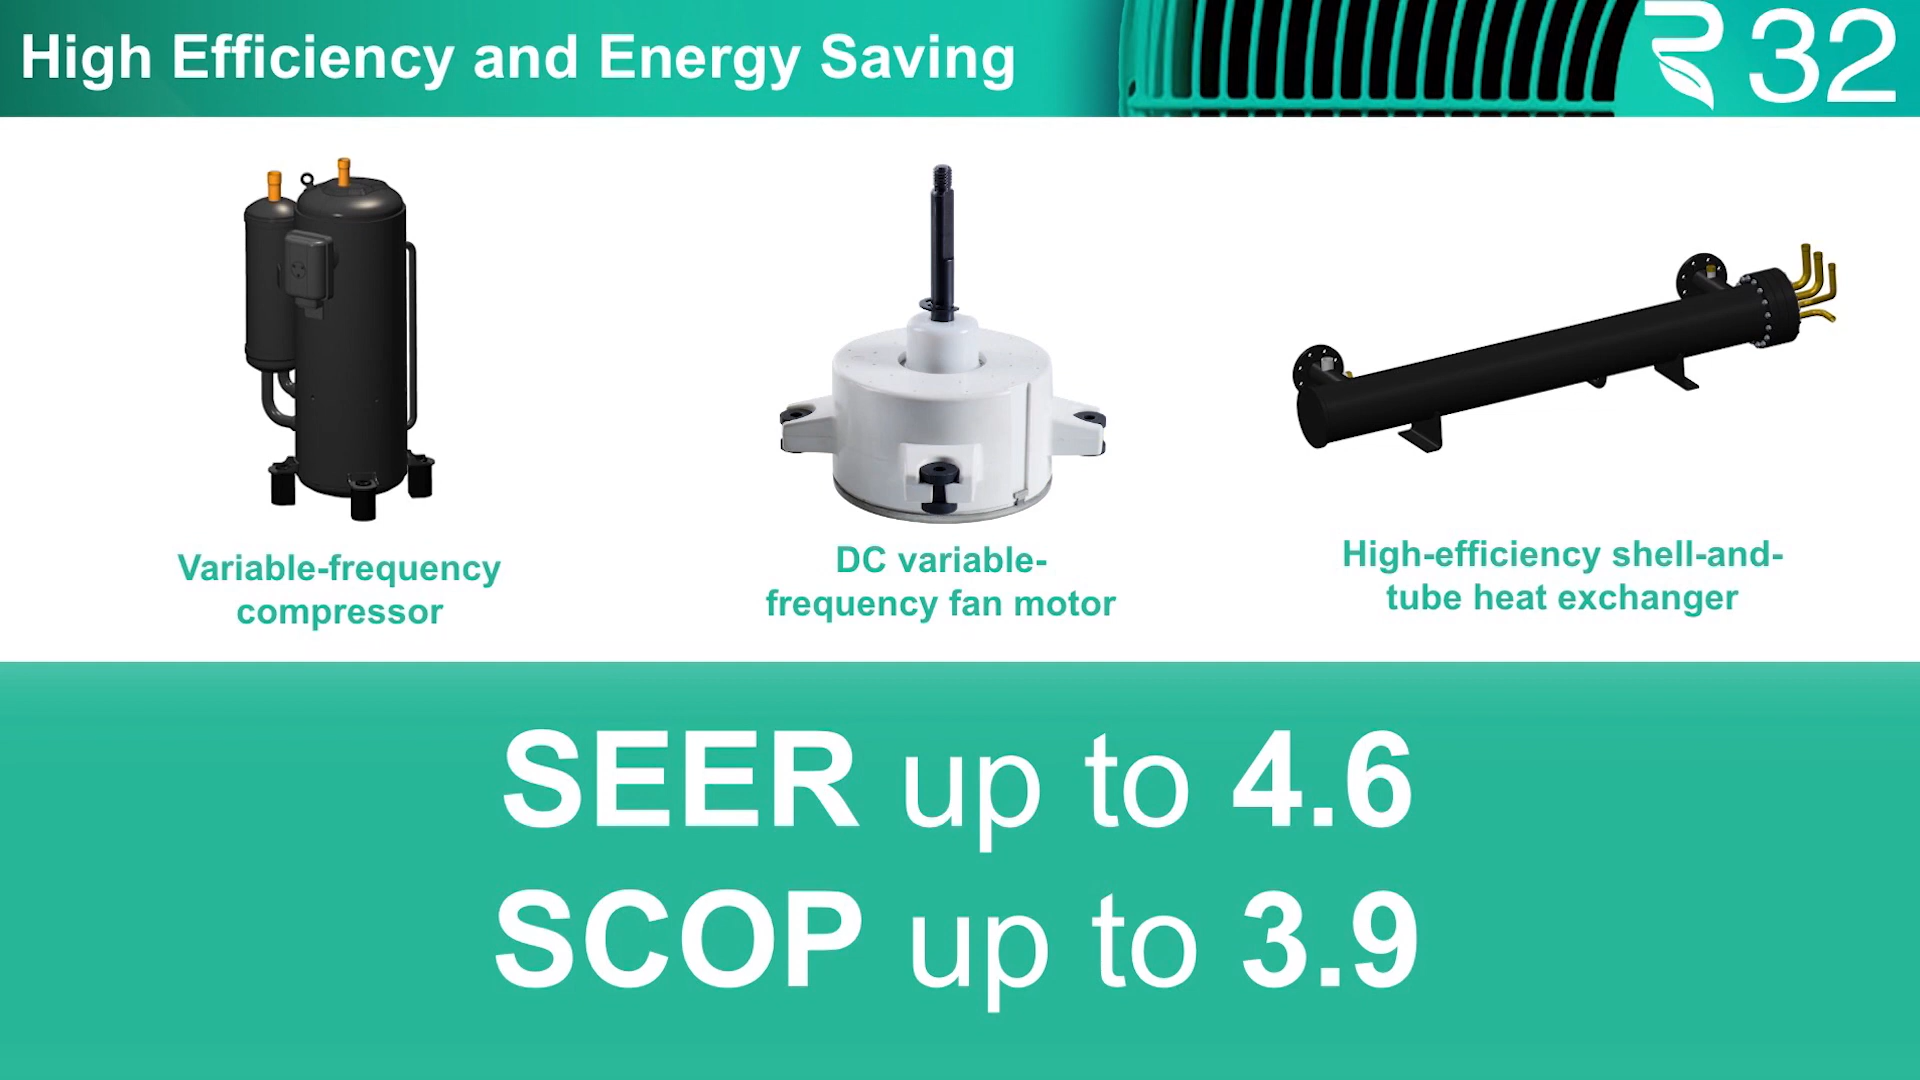 High Efficiency and Energy Saving
R32
Variable-frequency
compressor
DC variable-
frequency fan motor
High-efficiency shell-and-
tube heat exchanger
SEER up to 4.6
SCOP up to 3.9